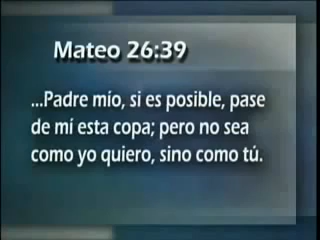 Mateo 26:39
...Padre mío, si es posible, pase
de mí esta copa; pero no sea
como yo quiero, sino como tú.